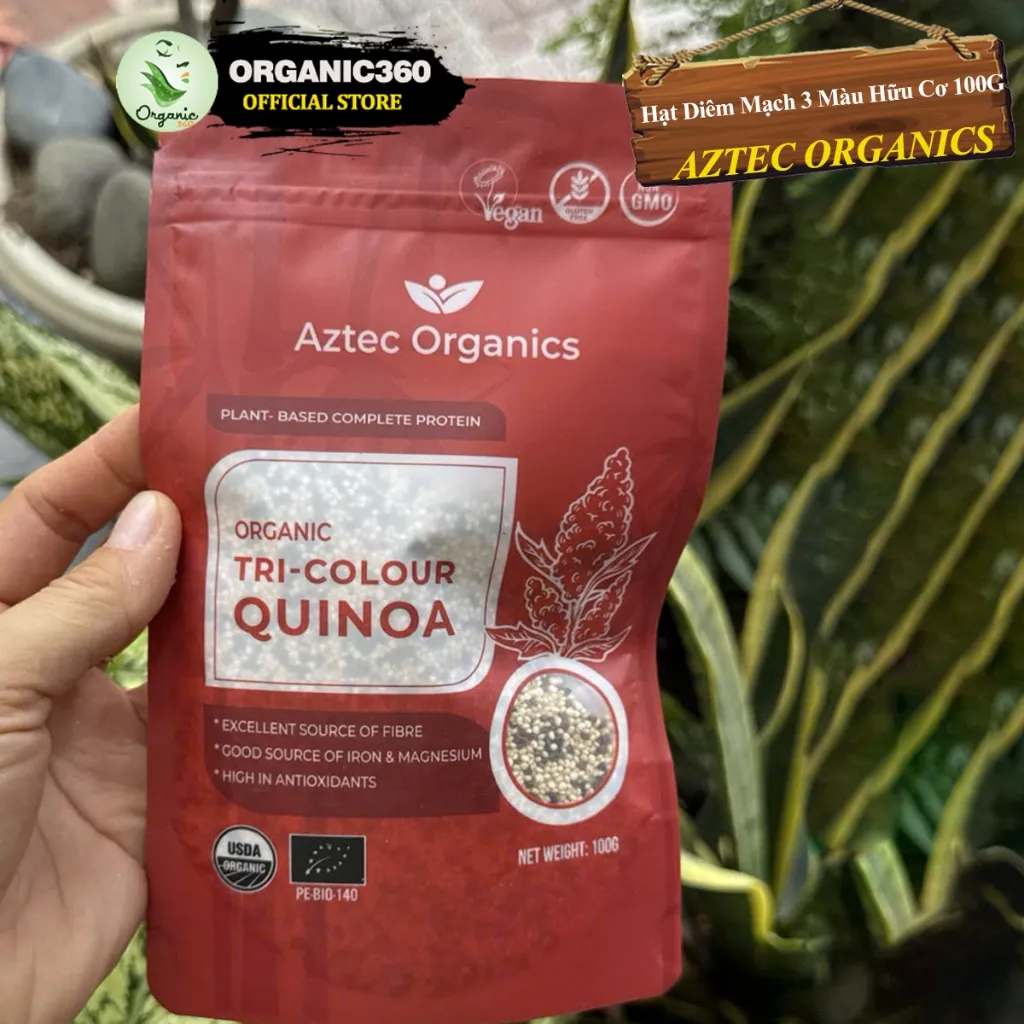 Organic
360
ORGANIC360
OFFICIAL STORE
Hạt Diêm Mạch 3 Màu Hữu Cơ 100G
AZTEC ORGANICS
Vegan
GLUTEN
FREE
GMO
Aztec Organics
PLANT- BASED COMPLETE PROTEIN
ORGANIC
TRI-COLOUR
QUINOA
* EXCELLENT SOURCE OF FIBRE
* GOOD SOURCE OF IRON & MAGNESIUM
* HIGH IN ANTIOXIDANTS
USDA
ORGANIC
PE-BIO-140
NET WEIGHT: 100G